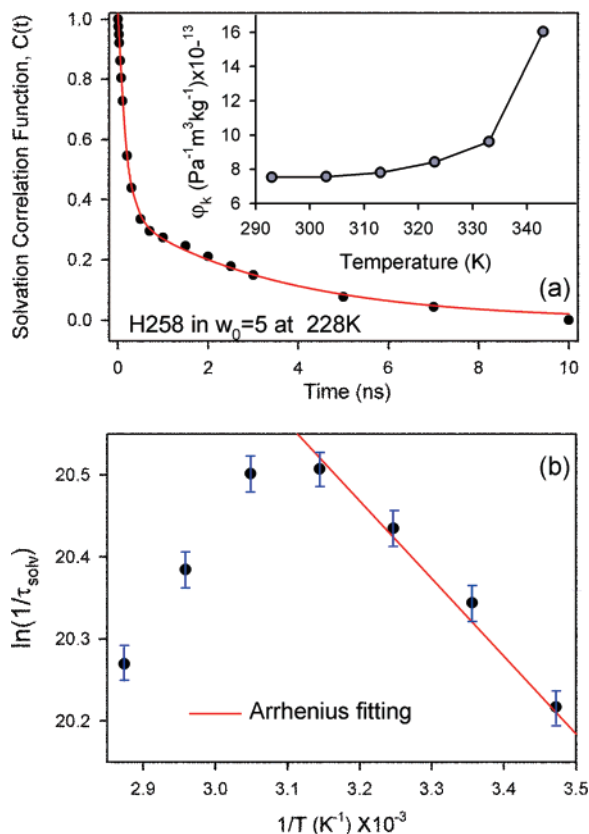 Solvation Correlation Function, C(t)
1.0
0.8
0.6
0.4
0.2
0.0
φk (Pa-1m3kg-1)x10-13
16
14
12
10
8
6
290 300 310 320 330 340
Temperature (K)
(a)
H258 in w0=5 at 228K
0 2 4 6 8 10
Time (ns)
(b)
ln(1/τsolv)
20.5
20.4
20.3
20.2
Arrhenius fitting
2.9 3.0 3.1 3.2 3.3 3.4 3.5
1/T (K-1) X10-3